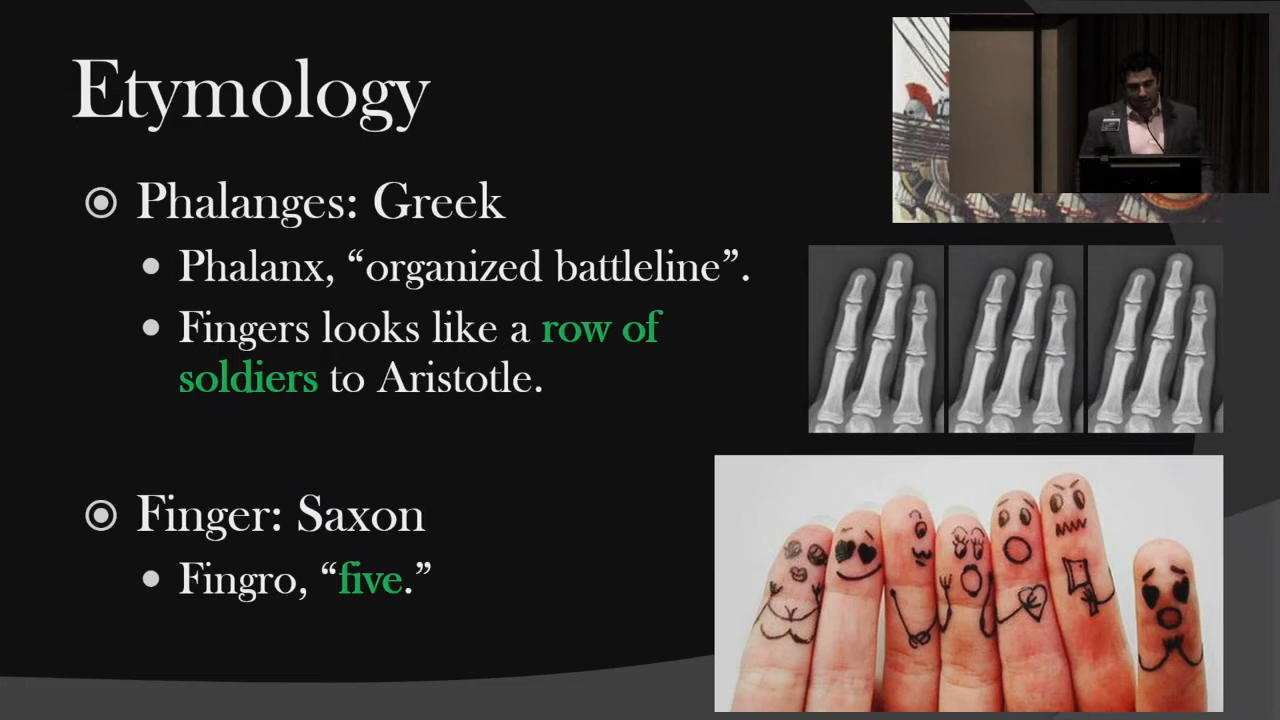 Etymology
Phalanges: Greek
Phalanx, “organized battleline”.
Fingers looks like a row of
soldiers to Aristotle.
Finger: Saxon
Fingro, “five.”